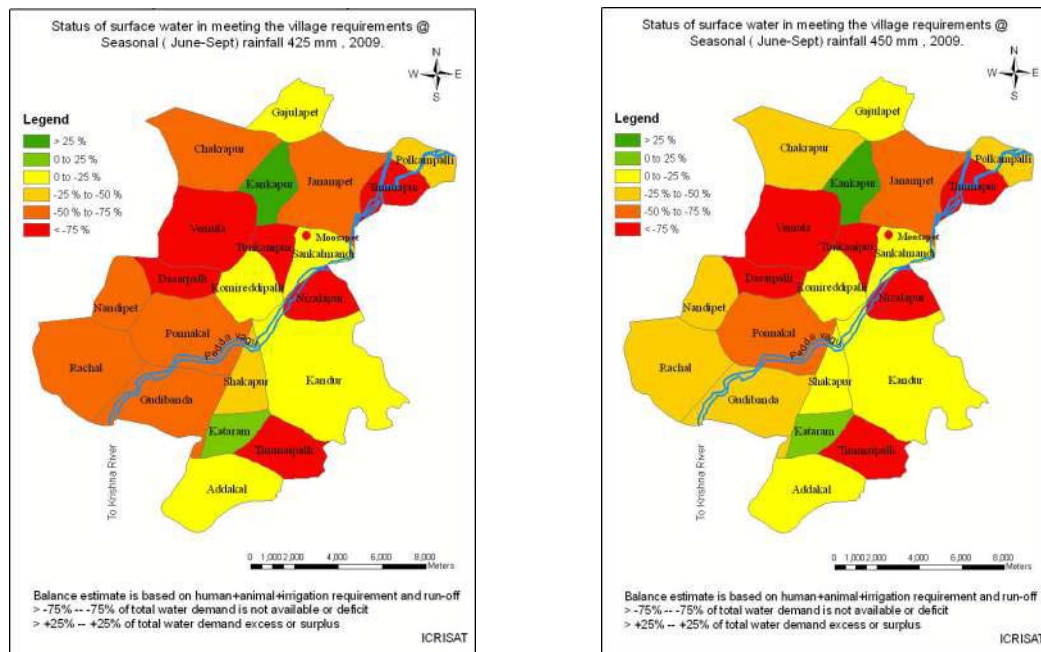 Status of surface water in meeting the village requirements @
Seasonal ( June-Sept) rainfall 425 mm , 2009.
N
W E
S
Legend
> 25 %
0 to 25 %
0 to -25 %
-25 % to -50 %
-50 % to -75 %
< -75 %
Gajulapet
Chakrapur
Polkampalli
Kankapur
Janampet
Vemula
Moosapet
Sankalmandi
Dasarpalli
Komireddipalli
Nizalapur
Nandipet
Ponnakal
Pedda vagu
Rachal
Shakapur
Kandur
Gudibanda
Kataram
Addakal
To Krishna River
0 1,000 2,000 4,000 6,000 8,000
Meters
Balance estimate is based on human+animal+irrigation requirement and run-off
> -75% -- -75% of total water demand is not available or deficit
> +25% -- +25% of total water demand excess or surplus
ICRISAT
Status of surface water in meeting the village requirements @
Seasonal ( June-Sept) rainfall 450 mm , 2009.
N
W E
S
Legend
> 25 %
0 to 25 %
0 to -25 %
-25 % to -50 %
-50 % to -75 %
< -75 %
Gajulapet
Chakrapur
Polkampalli
Kankapur
Janampet
Vemula
Moosapet
Sankalmandi
Dasarpalli
Komireddipalli
Nizalapur
Nandipet
Ponnakal
Pedda vagu
Rachal
Shakapur
Kandur
Gudibanda
Kataram
Addakal
To Krishna River
0 1,000 2,000 4,000 6,000 8,000
Meters
Balance estimate is based on human+animal+irrigation requirement and run-off
> -75% -- -75% of total water demand is not available or deficit
> +25% -- +25% of total water demand excess or surplus
ICRISAT